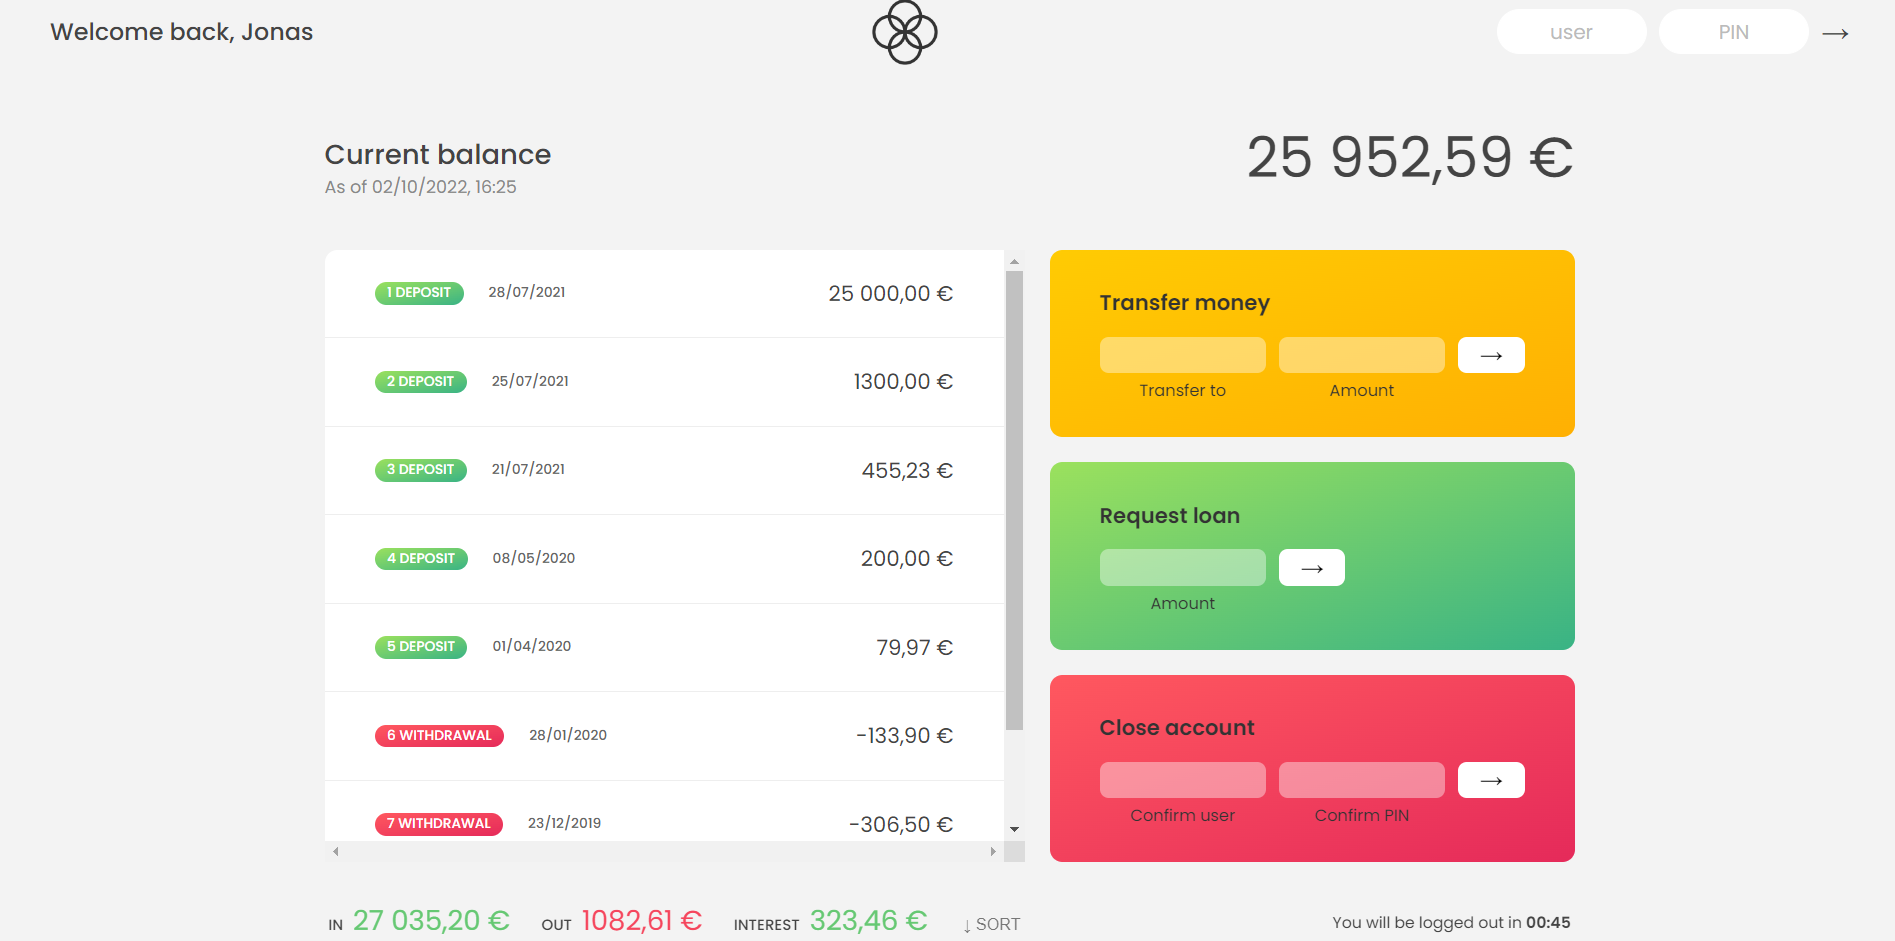 Welcome back, Jonas
user PIN →
Current balance
As of 02/10/2022, 16:25
25 952,59 €
1 DEPOSIT 28/07/2021 25 000,00 €
2 DEPOSIT 25/07/2021 1300,00 €
3 DEPOSIT 21/07/2021 455,23 €
4 DEPOSIT 08/05/2020 200,00 €
5 DEPOSIT 01/04/2020 79,97 €
6 WITHDRAWAL 28/01/2020 -133,90 €
7 WITHDRAWAL 23/12/2019 -306,50 €
Transfer money
→
Transfer to Amount
Request loan
→
Amount
Close account
→
Confirm user Confirm PIN
IN 27 035,20 € OUT 1082,61 € INTEREST 323,46 € ↓ SORT
You will be logged out in 00:45